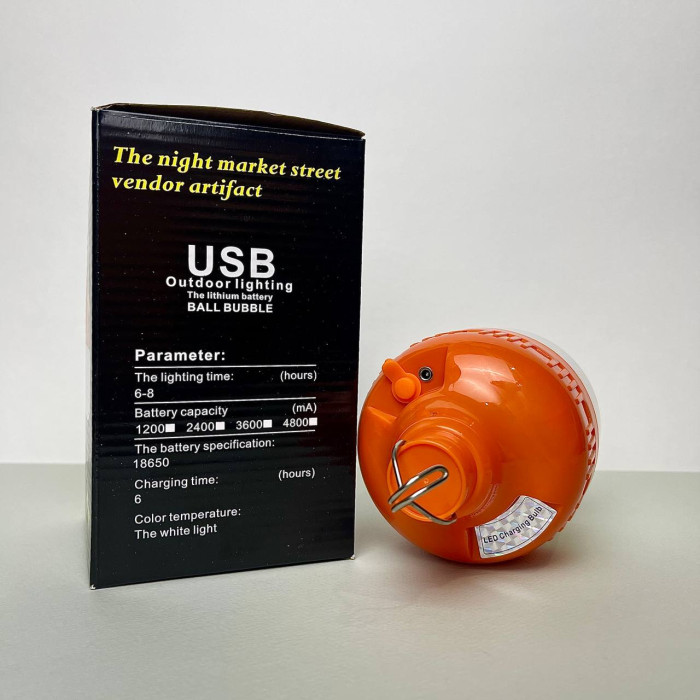 The night market street
vendor artifact
USB
Outdoor lighting
The lithium battery
BALL BUBBLE
Parameter:
The lighting time: (hours)
6-8
Battery capacity (mA)
1200■ 2400■ 3600■ 4800■
The battery specification:
18650
Charging time: (hours)
6
Color temperature:
The white light
LED Charging Bulb